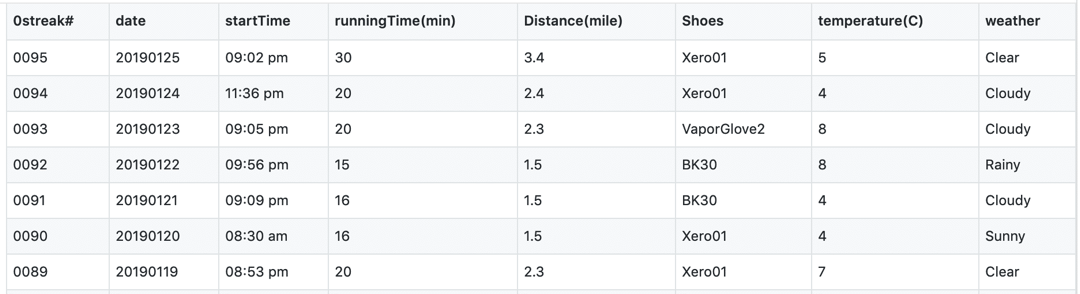 0streak# date startTime runningTime(min) Distance(mile) Shoes temperature(C) weather
0095 20190125 09:02 pm 30 3.4 Xero01 5 Clear
0094 20190124 11:36 pm 20 2.4 Xero01 4 Cloudy
0093 20190123 09:05 pm 20 2.3 VaporGlove2 8 Cloudy
0092 20190122 09:56 pm 15 1.5 BK30 8 Rainy
0091 20190121 09:09 pm 16 1.5 BK30 4 Cloudy
0090 20190120 08:30 am 16 1.5 Xero01 4 Sunny
0089 20190119 08:53 pm 20 2.3 Xero01 7 Clear